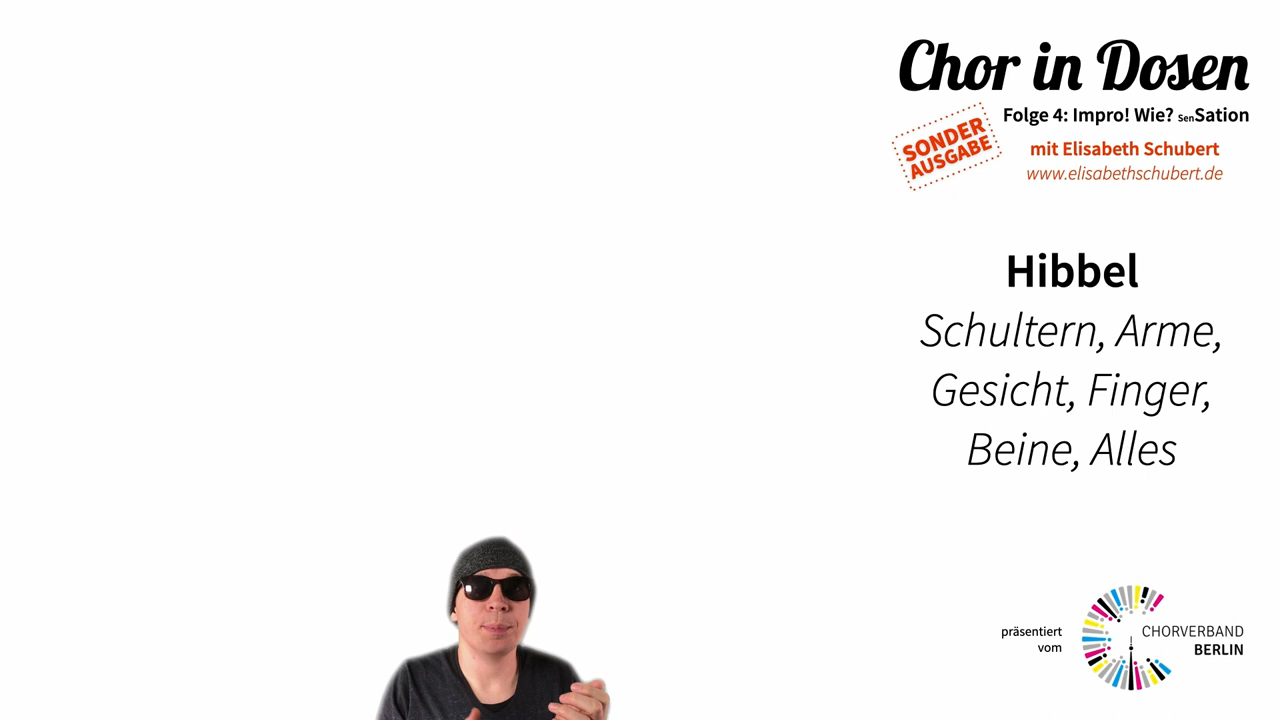 Chor in Dosen
Folge 4: Impro! Wie? SenSation
SONDER
AUSGABE
mit Elisabeth Schubert
www.elisabethschubert.de
Hibbel
Schultern, Arme,
Gesicht, Finger,
Beine, Alles
präsentiert
vom
CHORVERBAND
BERLIN